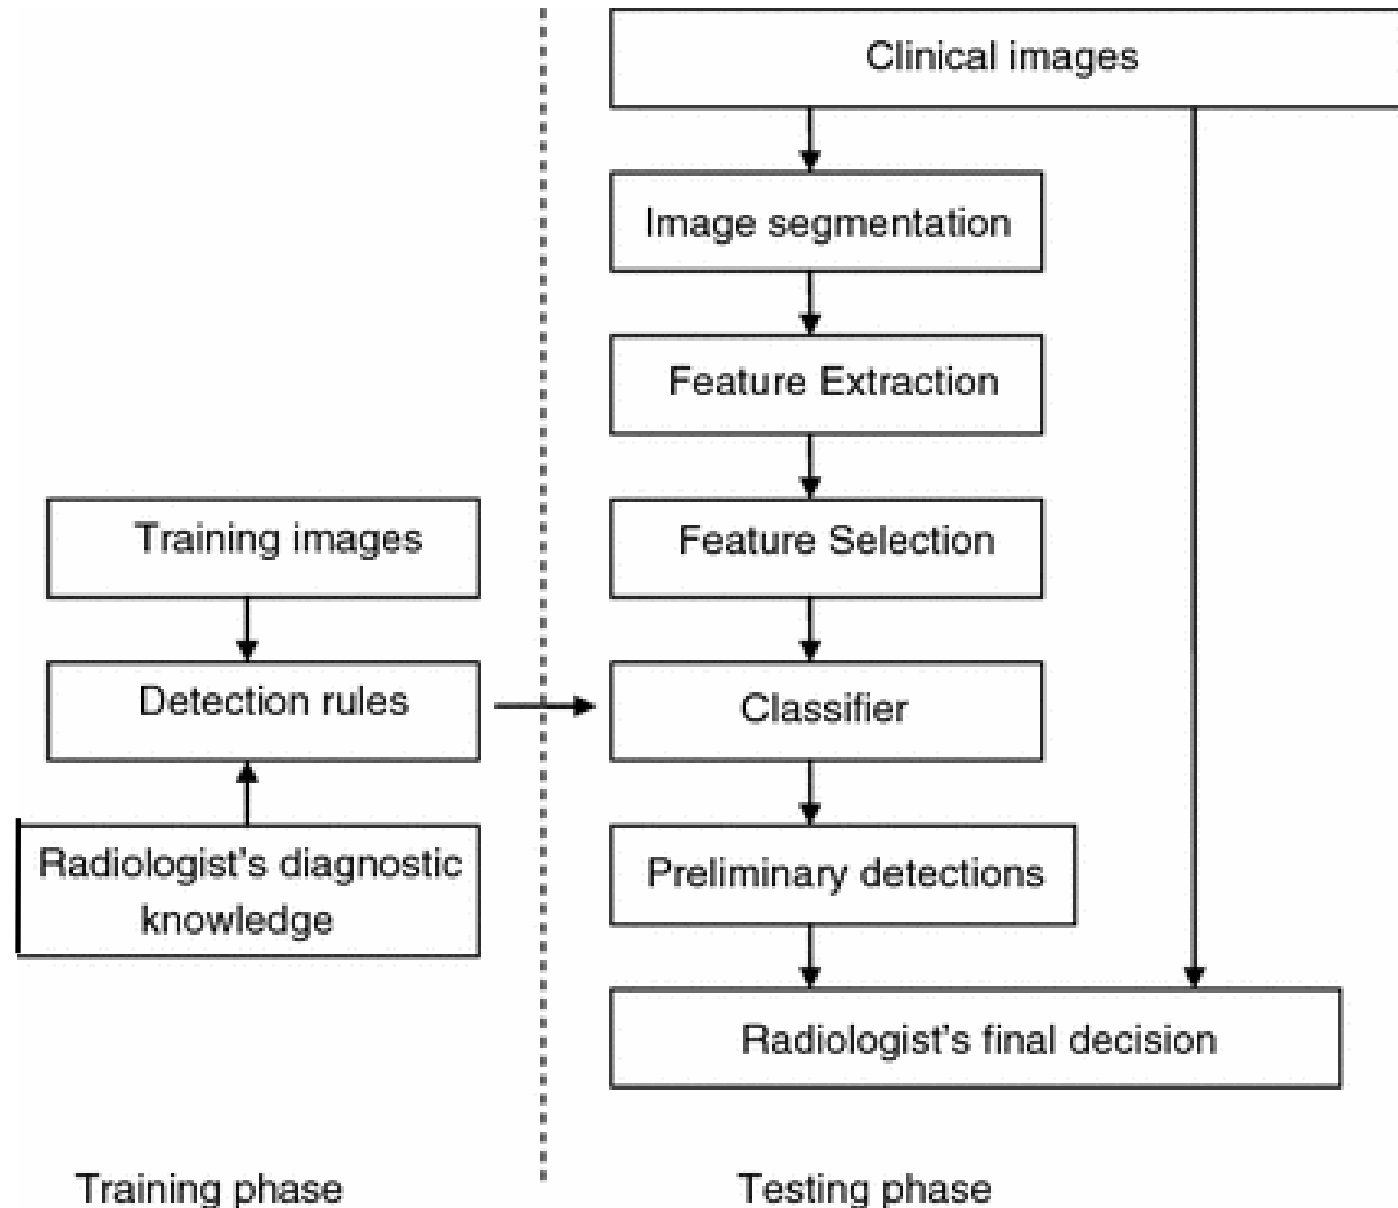 Clinical images
Image segmentation
Feature Extraction
Feature Selection
Classifier
Preliminary detections
Radiologist's final decision
Training images
Detection rules
Radiologist's diagnostic
knowledge
Training phase
Testing phase